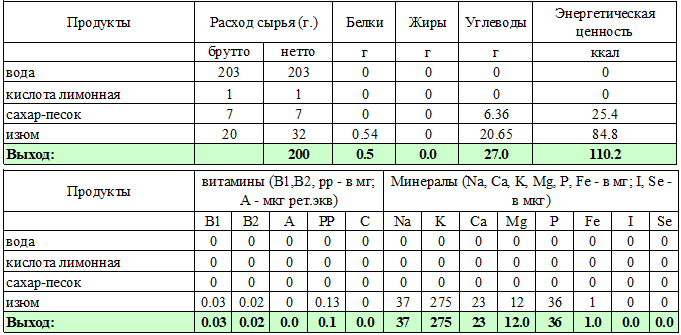 Продукты Расход сырья (г.) Белки Жиры Углеводы Энергетическая ценность
брутто нетто г г г ккал
вода 203 203 0 0 0 0
кислота лимонная 1 1 0 0 0 0
сахар-песок 7 7 0 0 6.36 25.4
изюм 20 32 0.54 0 20.65 84.8
Выход: 200 0.5 0.0 27.0 110.2
Продукты витамины (B1,B2, pp - в мг; А - мкг рет.экв) Минералы (Na, Ca, K, Mg, P, Fe - в мг; I, Se - в мкг)
B1 B2 A PP C Na K Ca Mg P Fe I Se
вода 0 0 0 0 0 0 0 0 0 0 0 0 0
кислота лимонная 0 0 0 0 0 0 0 0 0 0 0 0 0
сахар-песок 0 0 0 0 0 0 0 0 0 0 0 0 0
изюм 0.03 0.02 0 0.13 0 37 275 23 12 36 1 0 0
Выход: 0.03 0.02 0.0 0.1 0.0 37 275 23 12.0 36 1.0 0.0 0.0